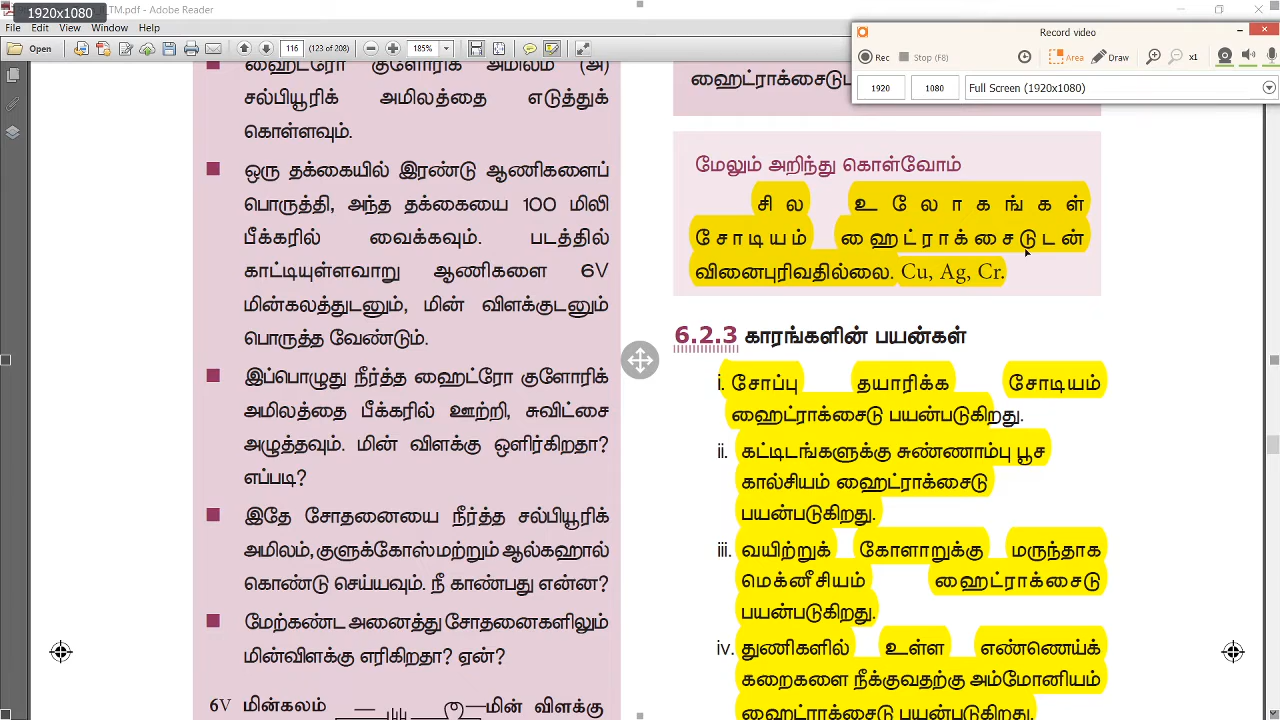 1920x1080
_TM.pdf - Adobe Reader
File Edit View Window Help
Open 116 (123 of 208) 185%
Record video
Rec Stop (F8) Area Draw x1
1920 1080 Full Screen (1920x1080)
ஹைட்ரோ குளோரிக் அமிலம் (அ)
சல்பியூரிக் அமிலத்தை எடுத்துக்
கொள்ளவும்.
ஒரு தக்கையில் இரண்டு ஆணிகளைப்
பொருத்தி, அந்த தக்கையை 100 மிலி
பீக்கரில் வைக்கவும். படத்தில்
காட்டியுள்ளவாறு ஆணிகளை 6V
மின்கலத்துடனும், மின் விளக்குடனும்
பொருத்த வேண்டும்.
இப்பொழுது நீர்த்த ஹைட்ரோ குளோரிக்
அமிலத்தை பீக்கரில் ஊற்றி, சுவிட்சை
அழுத்தவும். மின் விளக்கு ஒளிர்கிறதா?
எப்படி?
இதே சோதனையை நீர்த்த சல்பியூரிக்
அமிலம், குளுக்கோஸ் மற்றும் ஆல்கஹால்
கொண்டு செய்யவும். நீ காண்பது என்ன?
மேற்கண்ட அனைத்து சோதனைகளிலும்
மின்விளக்கு எரிகிறதா? ஏன்?
6V மின்கலம் மின் விளக்கு
மேலும் அறிந்து கொள்வோம்
சில உலோகங்கள்
சோடியம் ஹைட்ராக்சைடுடன்
வினைபுரிவதில்லை. Cu, Ag, Cr.
6.2.3 காரங்களின் பயன்கள்
i. சோப்பு தயாரிக்க சோடியம்
ஹைட்ராக்சைடு பயன்படுகிறது.
ii. கட்டிடங்களுக்கு சுண்ணாம்பு பூச
கால்சியம் ஹைட்ராக்சைடு
பயன்படுகிறது.
iii. வயிற்றுக் கோளாறுக்கு மருந்தாக
மெக்னீசியம் ஹைட்ராக்சைடு
பயன்படுகிறது.
iv. துணிகளில் உள்ள எண்ணெய்க்
கறைகளை நீக்குவதற்கு அம்மோனியம்
ஹைட்ராக்சைடு பயன்படுகிறது.